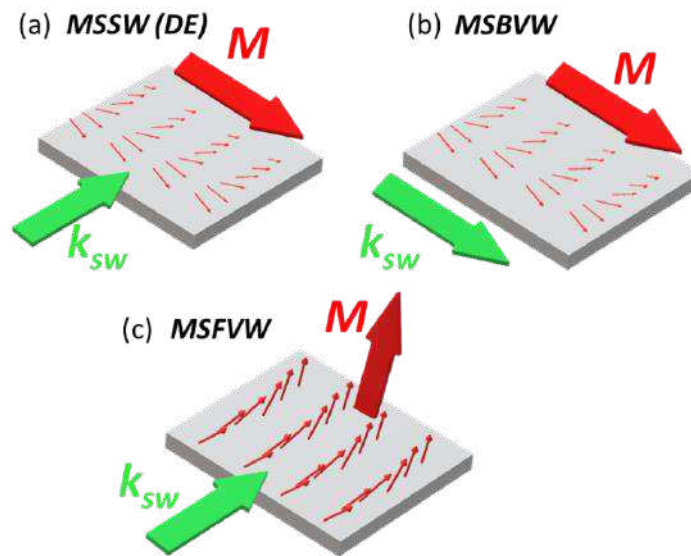 (a) MSSW (DE)
M
k_SW
(b) MSBVW
M
k_SW
(c) MSFVW
M
k_SW